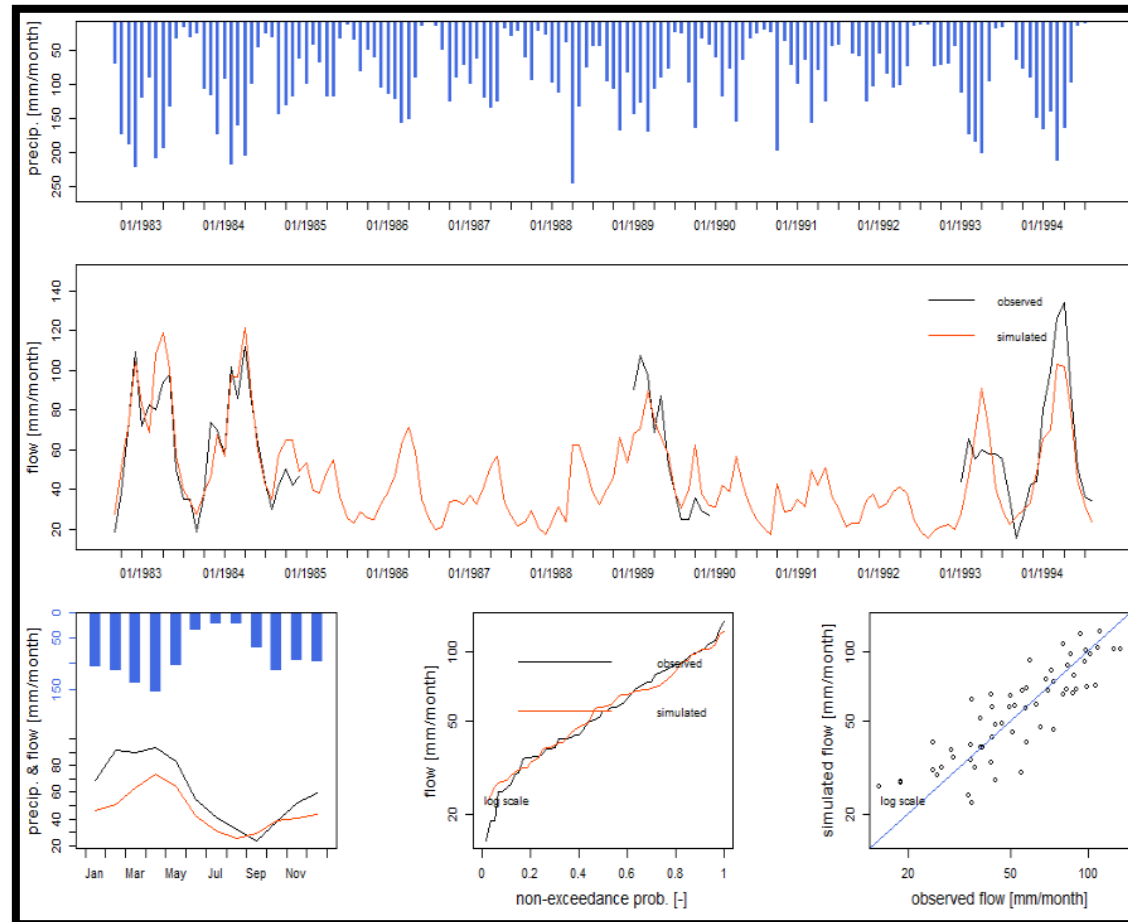 precip. [mm/month]
50
100
150
200
250
01/1983 01/1984 01/1985 01/1986 01/1987 01/1988 01/1989 01/1990 01/1991 01/1992 01/1993 01/1994
flow [mm/month]
140
120
100
80
60
40
20
observed
simulated
01/1983 01/1984 01/1985 01/1986 01/1987 01/1988 01/1989 01/1990 01/1991 01/1992 01/1993 01/1994
precip. & flow [mm/month]
0
50
150
80
60
40
20
Jan Mar May Jul Sep Nov
flow [mm/month]
100
50
20
observed
simulated
log scale
0 0.2 0.4 0.6 0.8 1
non-exceedance prob. [-]
simulated flow [mm/month]
100
50
20
log scale
20 50 100
observed flow [mm/month]